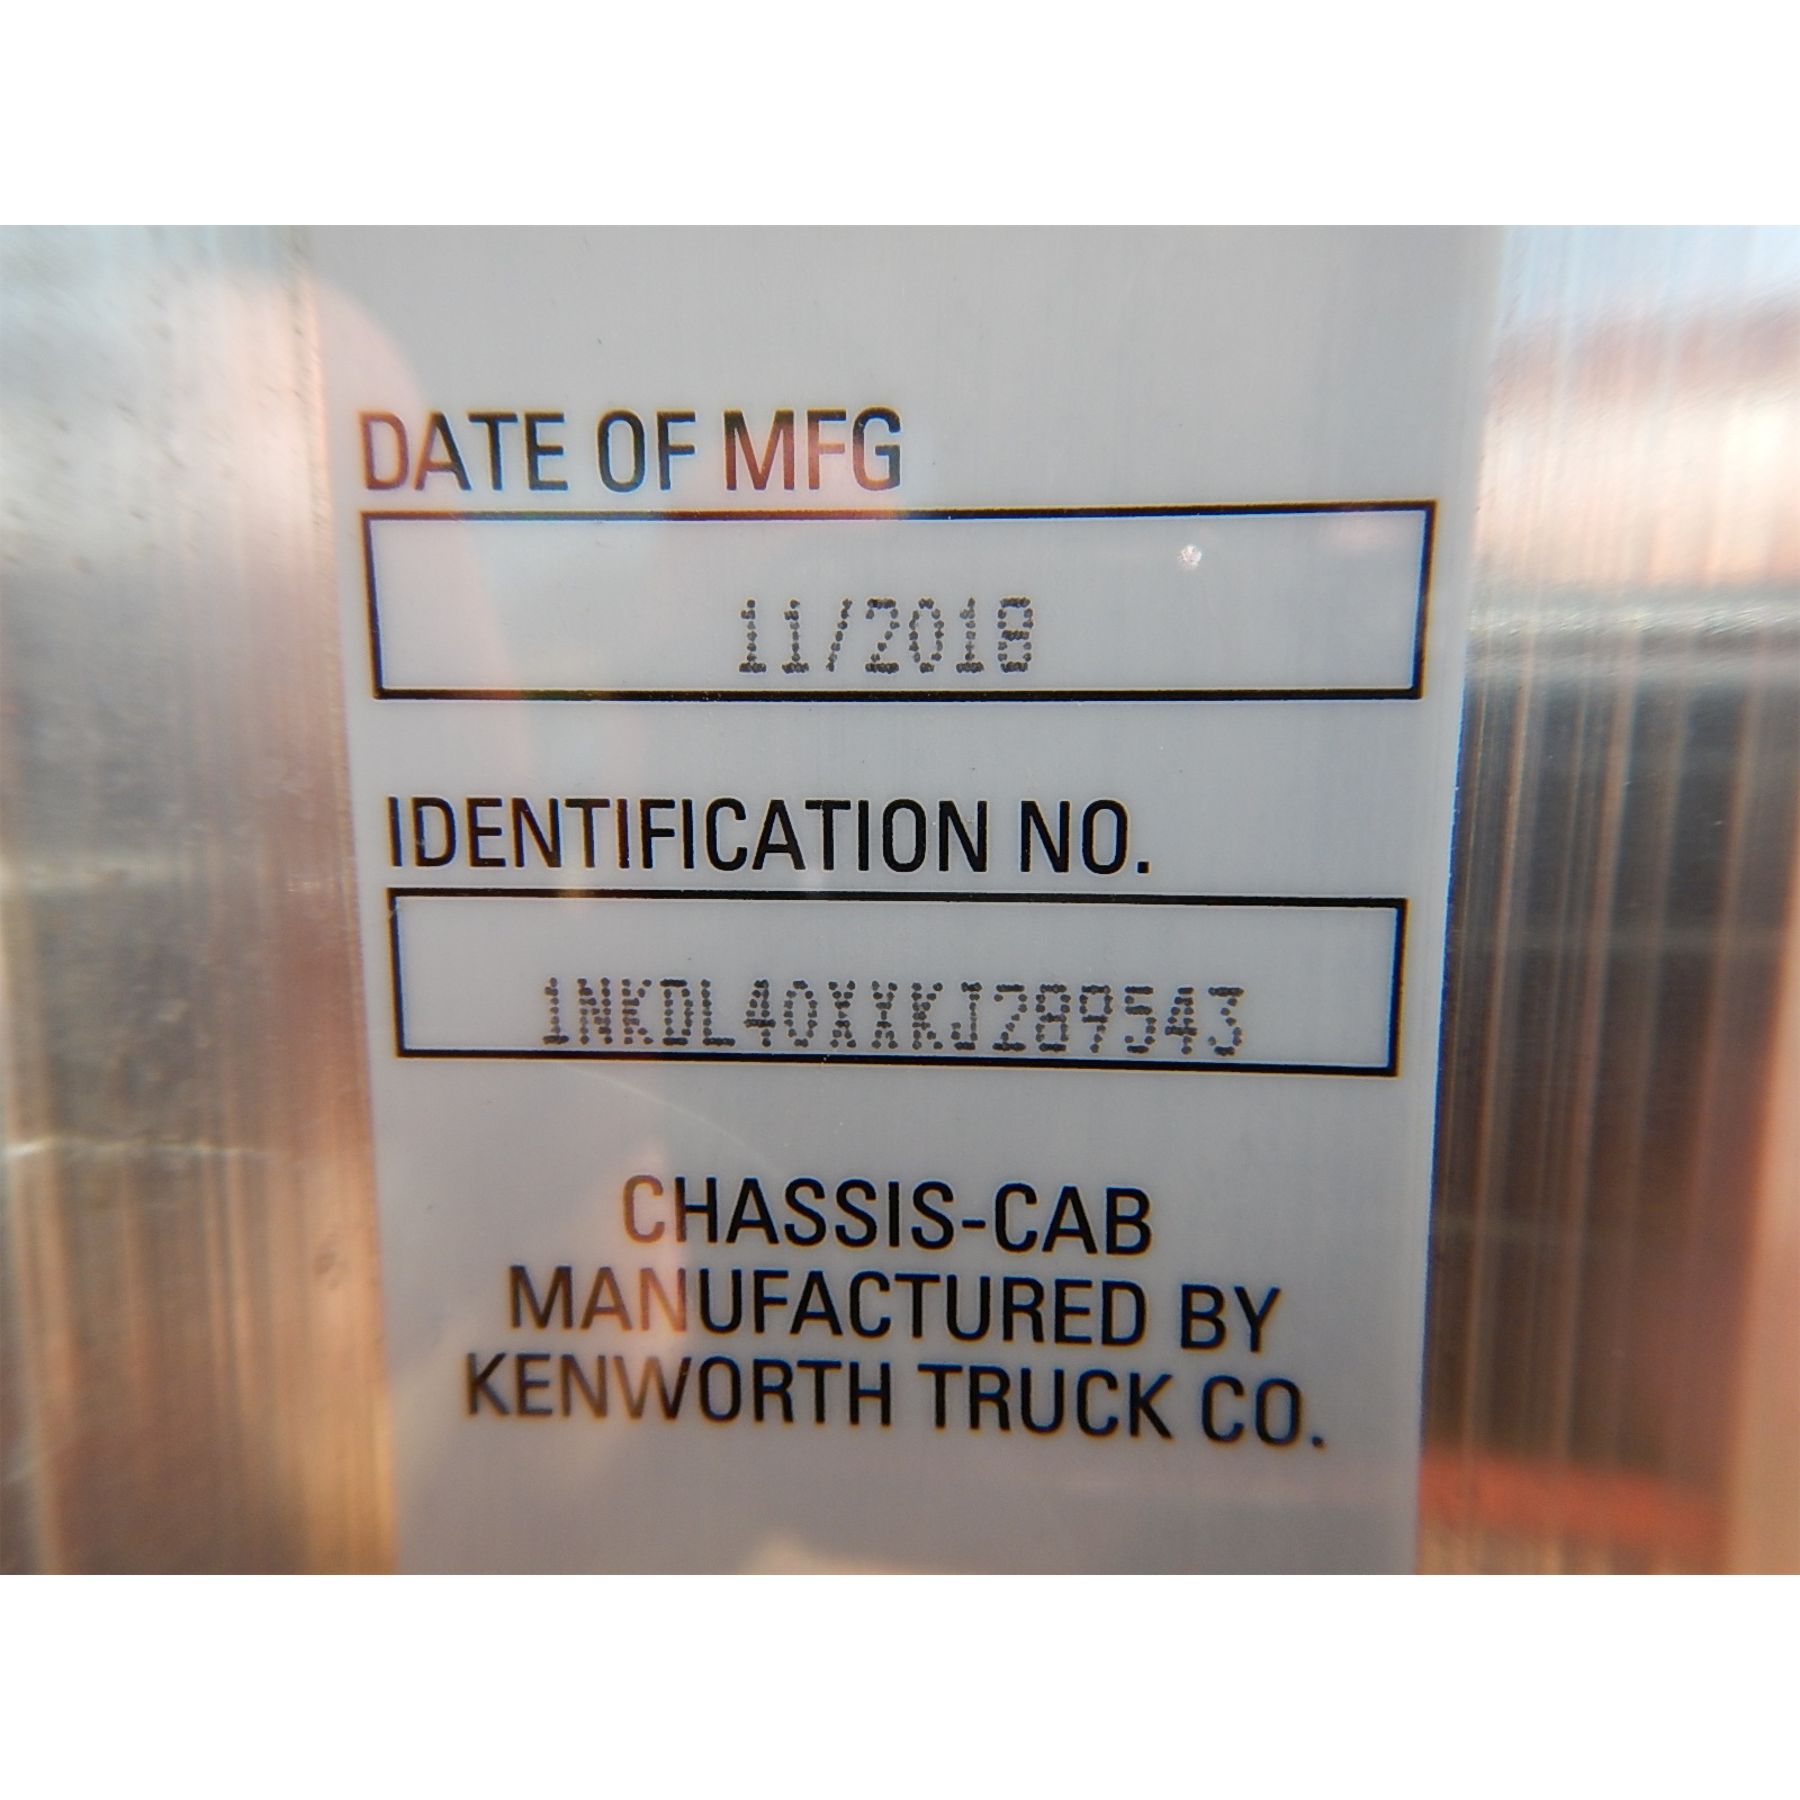 DATE OF MFG
11/2018
IDENTIFICATION NO.
1NKDL40XXKJ289543
CHASSIS-CAB
MANUFACTURED BY
KENWORTH TRUCK CO.